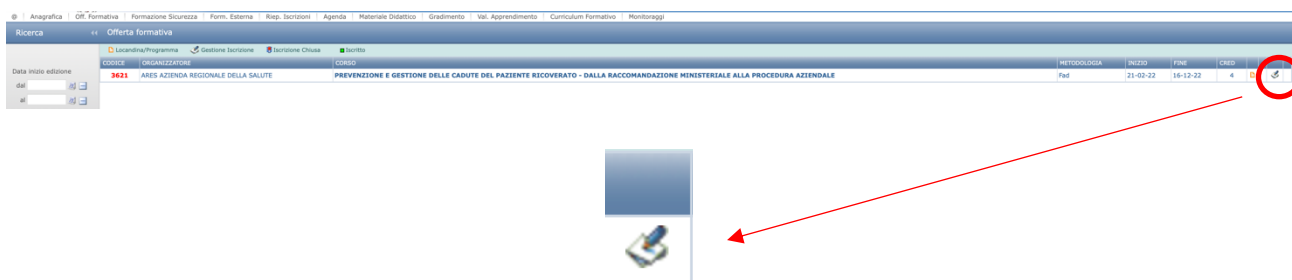 @ | Anagrafica | Off. Formativa | Formazione Sicurezza | Form. Esterna | Riep. Iscrizioni | Agenda | Materiale Didattico | Gradimento | Val. Apprendimento | Curriculum Formativo | Monitoraggi
Ricerca << Offerta formativa
Locandina/Programma Gestione Iscrizione Iscrizione Chiusa Iscritto
CODICE ORGANIZZATORE CORSO METODOLOGIA INIZIO FINE CRED
3621 ARES AZIENDA REGIONALE DELLA SALUTE PREVENZIONE E GESTIONE DELLE CADUTE DEL PAZIENTE RICOVERATO - DALLA RACCOMANDAZIONE MINISTERIALE ALLA PROCEDURA AZIENDALE Fad 21-02-22 16-12-22 4
Data inizio edizione
dal
al